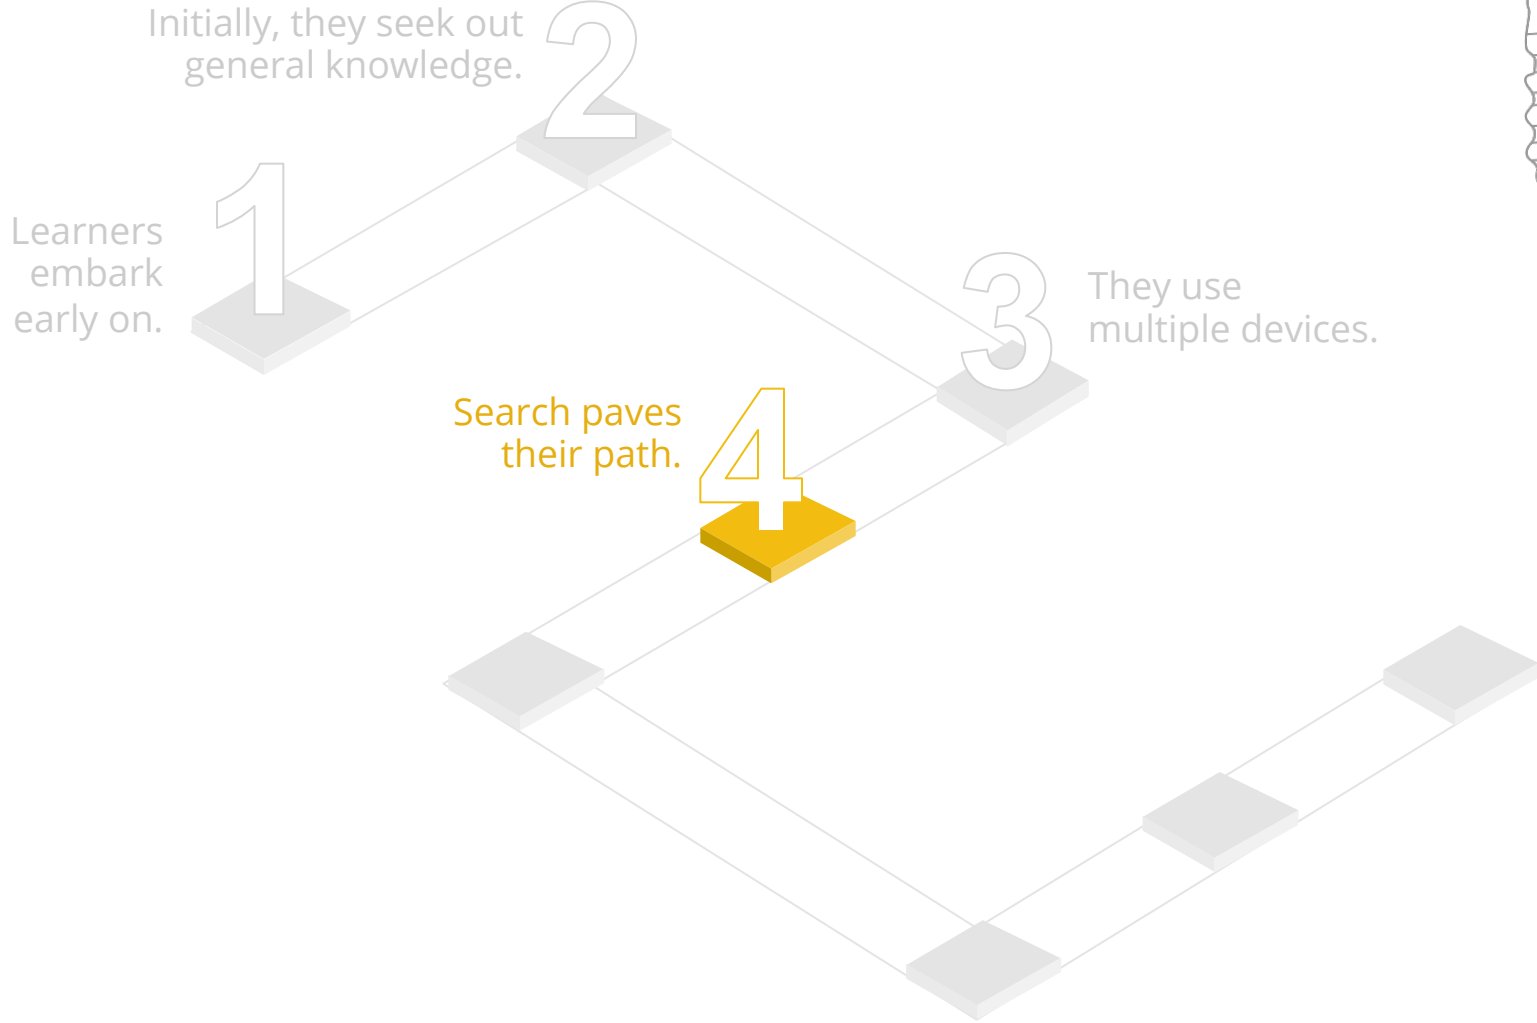 Initially, they seek out
general knowledge.
2
1
Learners
embark
early on.
3
They use
multiple devices.
4
Search paves
their path.